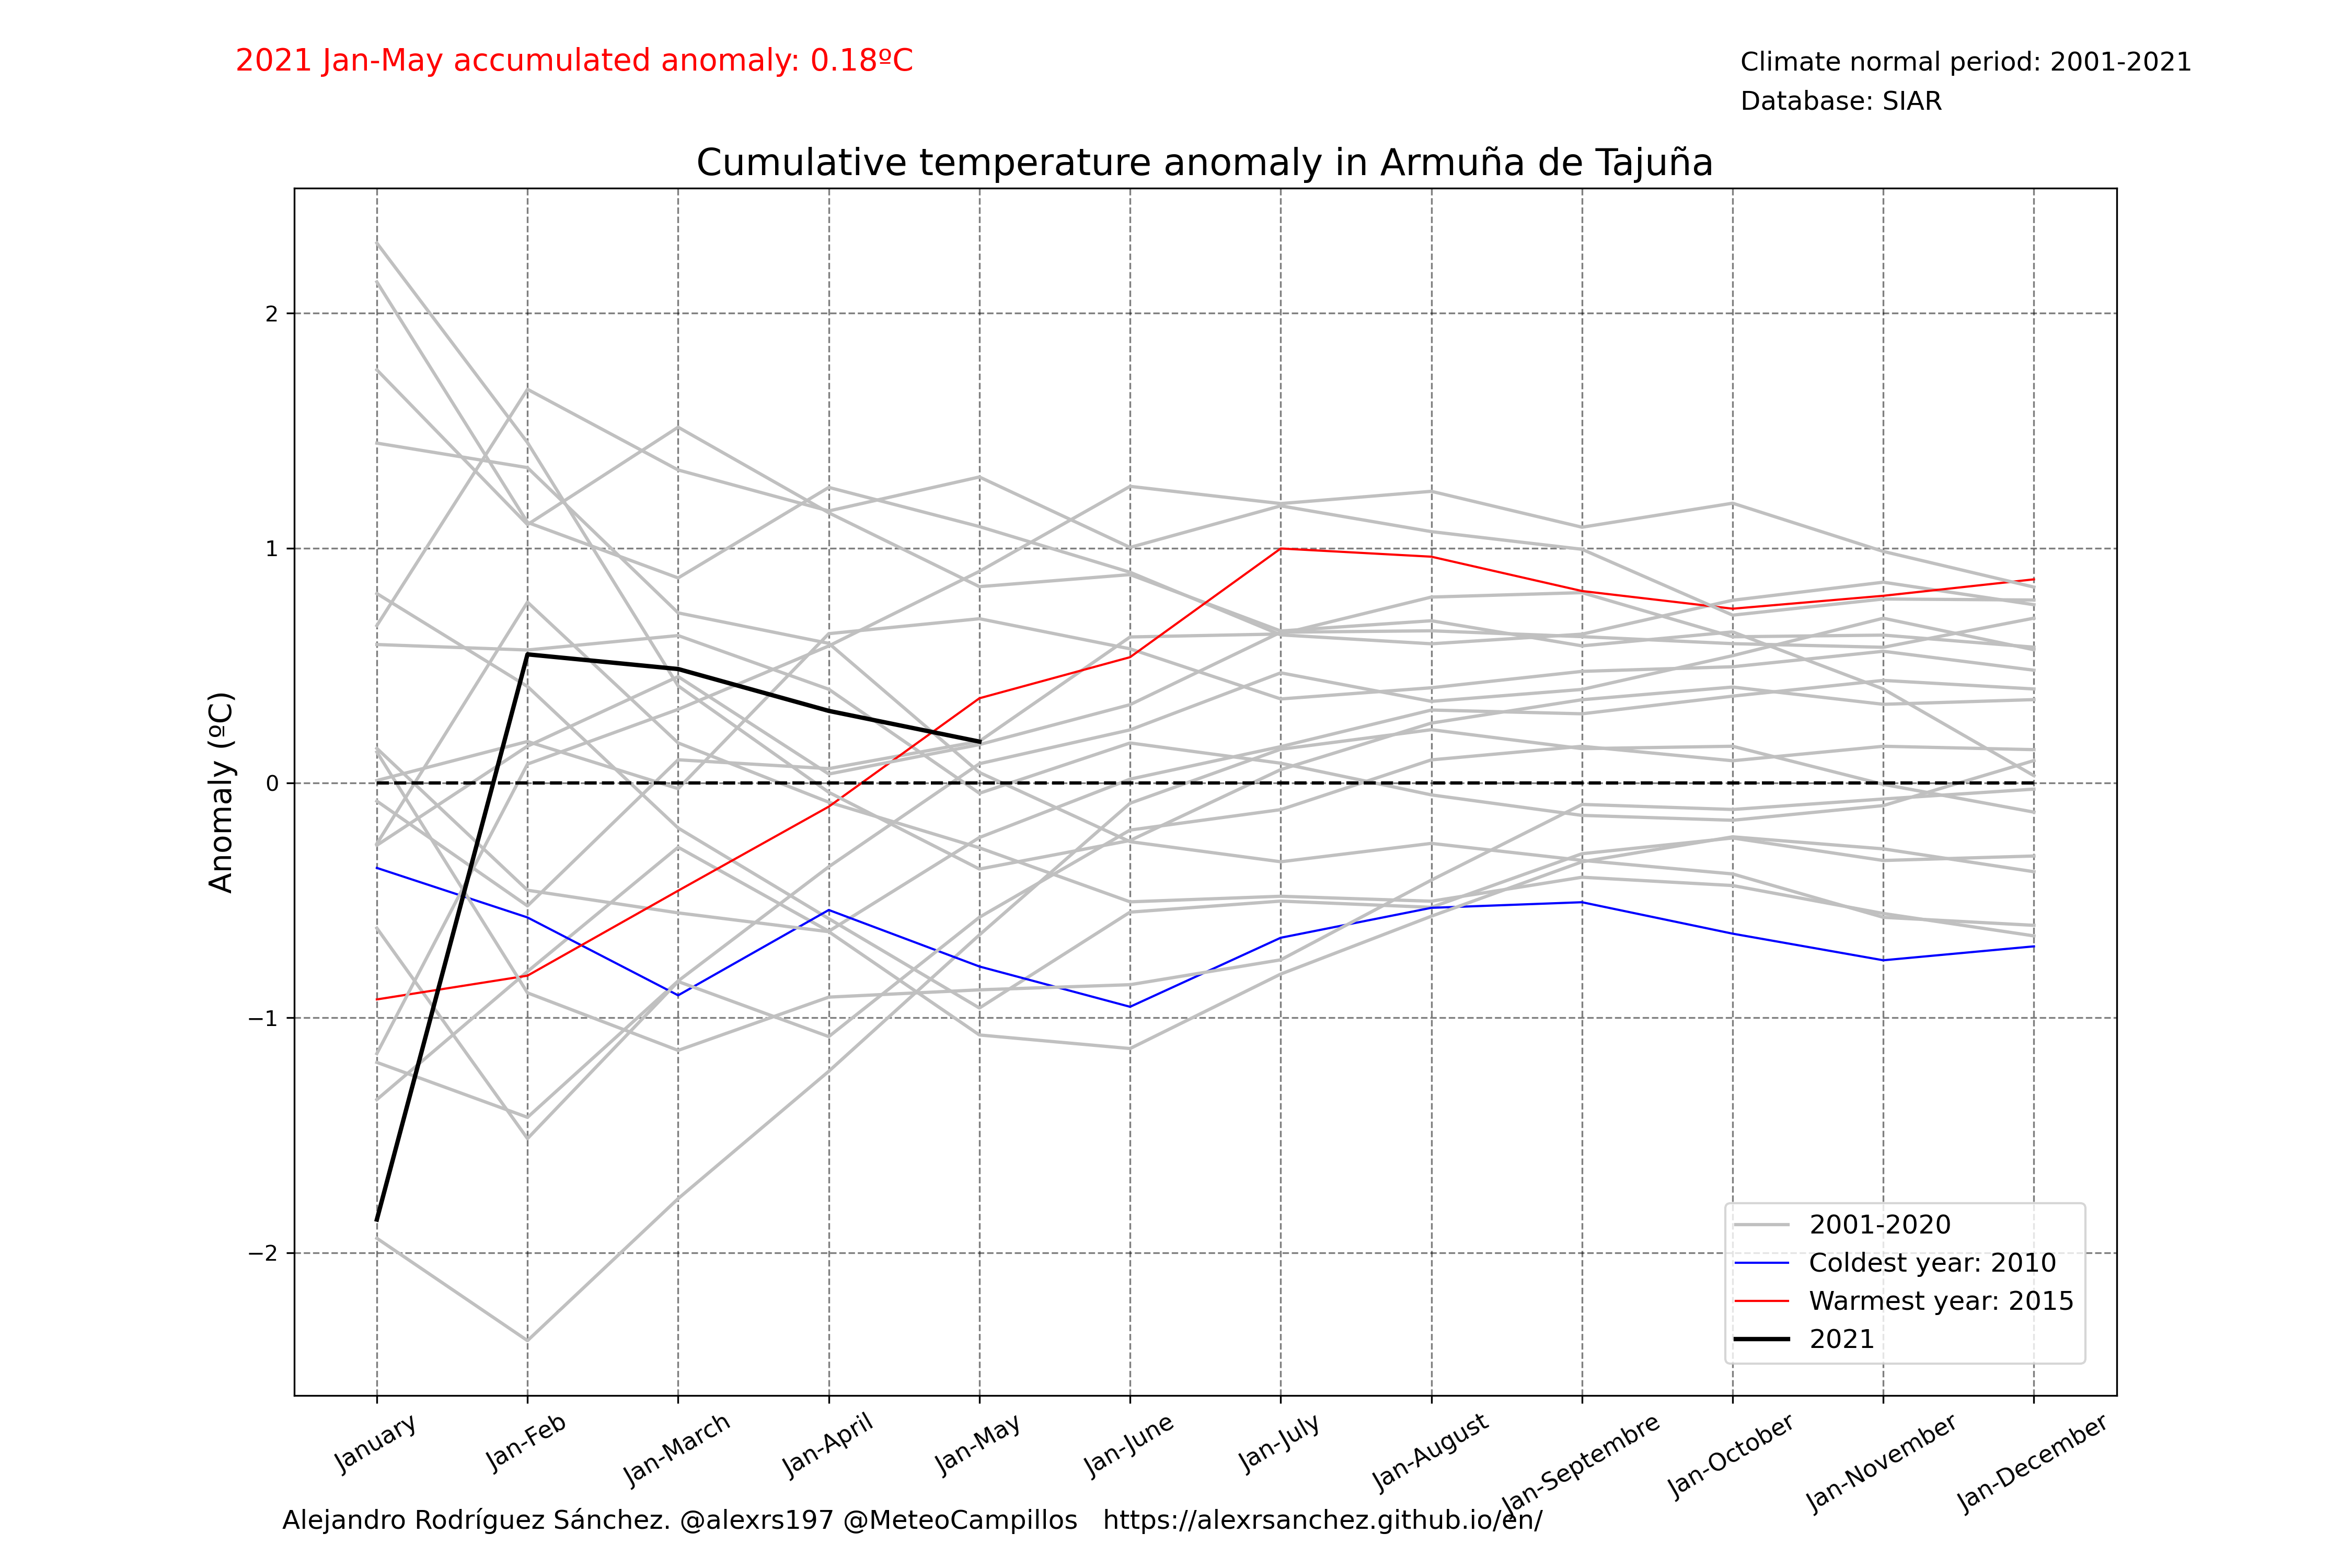 2021 Jan-May accumulated anomaly: 0.18ºC
Climate normal period: 2001-2021
Database: SIAR
Cumulative temperature anomaly in Armuña de Tajuña
Anomaly (ºC)
2
1
0
−1
−2
2001-2020
Coldest year: 2010
Warmest year: 2015
2021
January
Jan-Feb
Jan-March
Jan-April
Jan-May
Jan-June
Jan-July
Jan-August
Jan-Septembre
Jan-October
Jan-November
Jan-December
Alejandro Rodríguez Sánchez. @alexrs197 @MeteoCampillos   https://alexrsanchez.github.io/en/